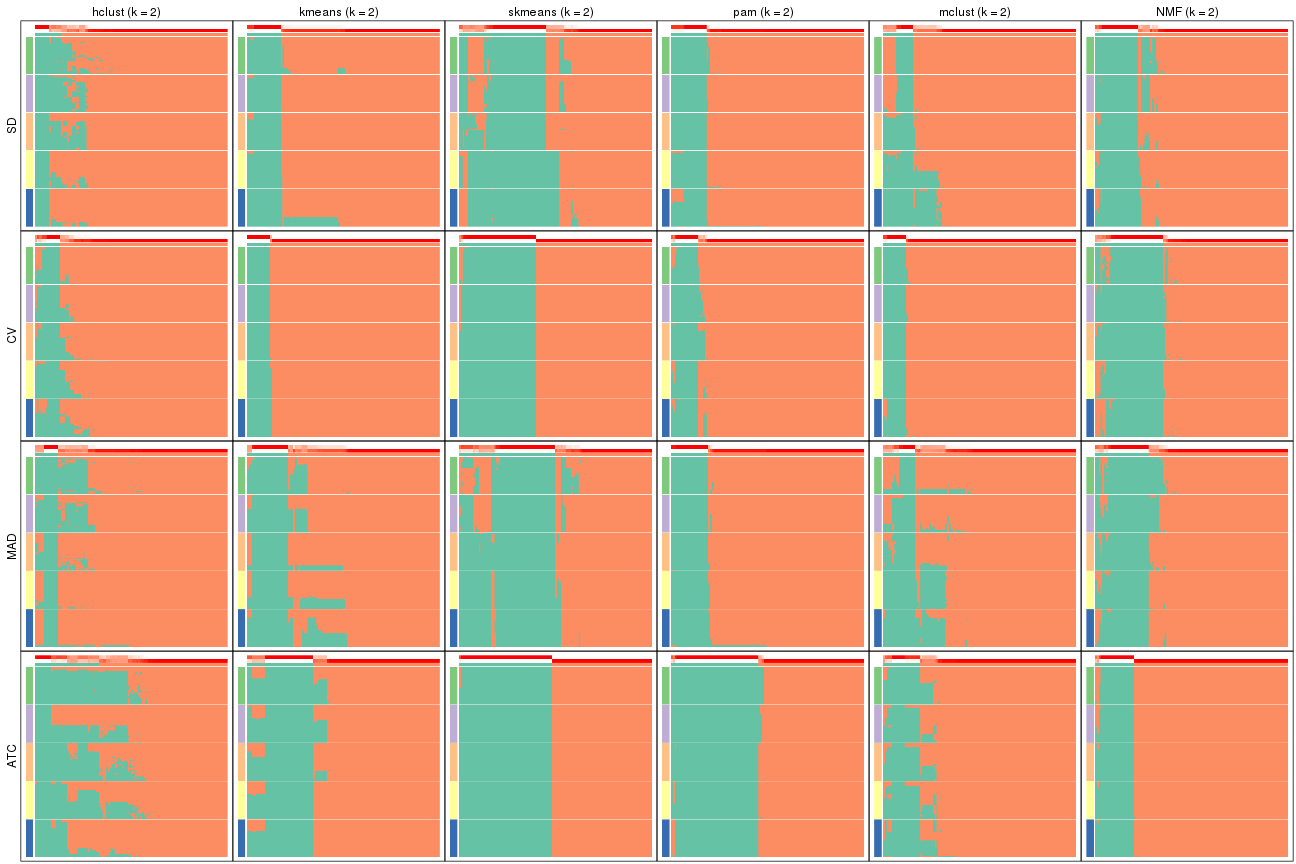 hclust (k = 2) kmeans (k = 2) skmeans (k = 2) pam (k = 2) mclust (k = 2) NMF (k = 2)
SD
CV
MAD
ATC